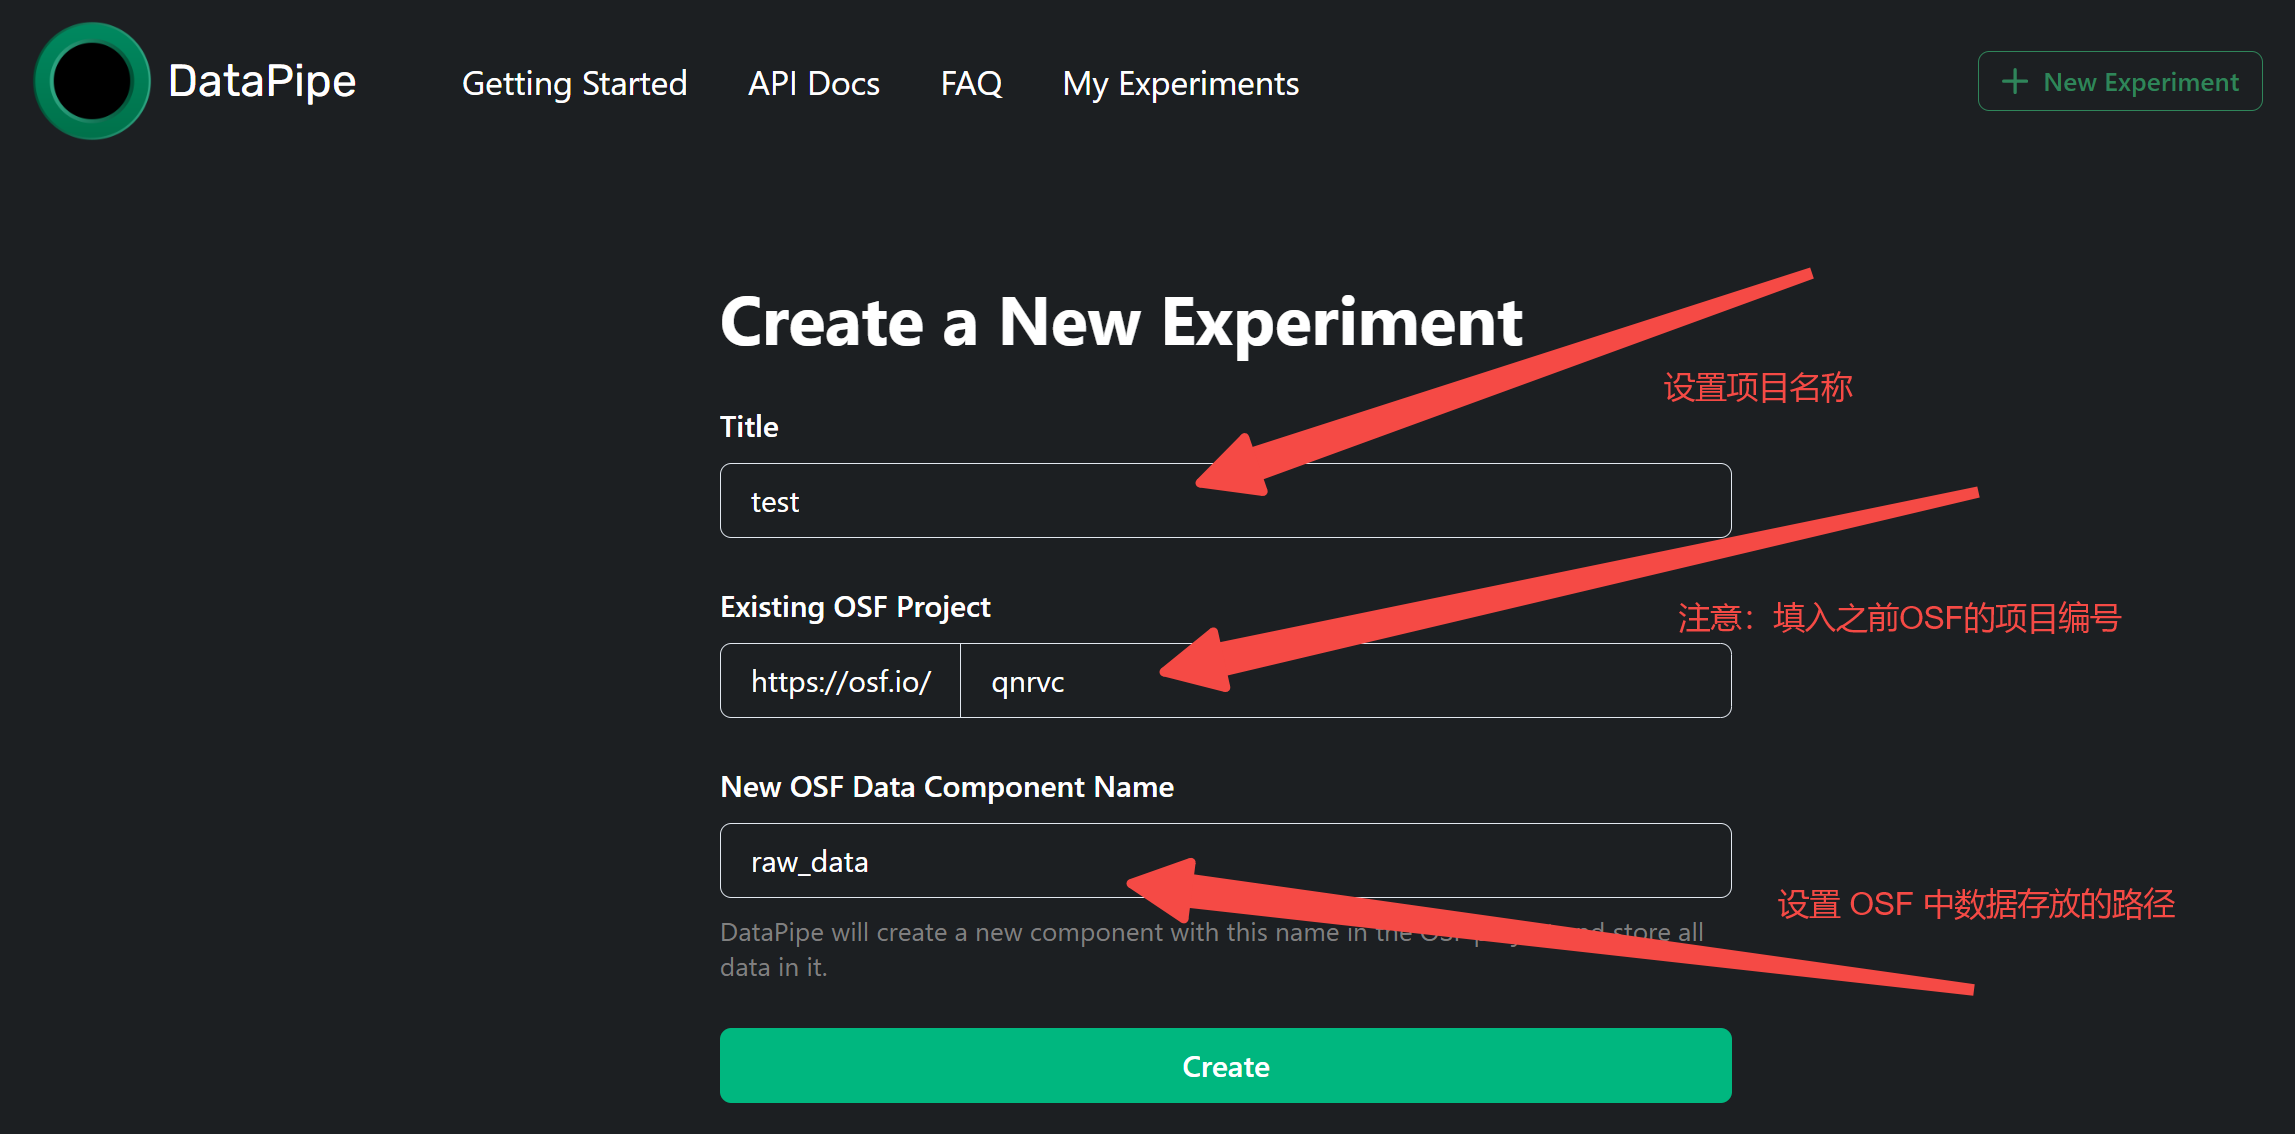 DataPipe
Getting Started
API Docs
FAQ
My Experiments
New Experiment
Create a New Experiment
设置项目名称
Title
test
Existing OSF Project
注意：填入之前OSF的项目编号
https://osf.io/
qnrvc
New OSF Data Component Name
raw_data
设置 OSF 中数据存放的路径
DataPipe will create a new component with this name in the OSF store all
data in it.
Create